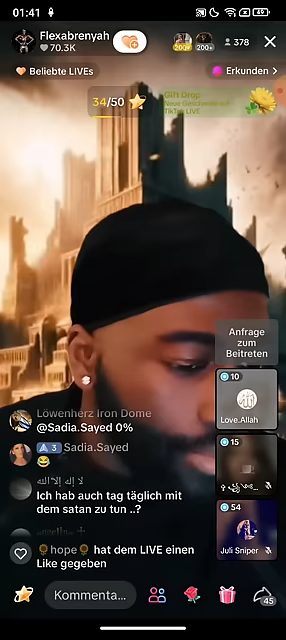 01:41
49
Flexabrenyah
70.3K
200+
200+
378
Beliebte LIVEs
Erkunden >
34/50
Gift Drop
Neue Geschenke auf
TikTok LIVE
Anfrage
zum
Beitreten
10
Love.Allah
15
54
Juli Sniper
Löwenherz Iron Dome
@Sadia.Sayed 0%
3 Sadia.Sayed
😂
لا إله إلا الله
Ich hab auch tag täglich mit
dem satan zu tun ..?
🌻hope🌻 hat dem LIVE einen
Like gegeben
Kommenta...
45